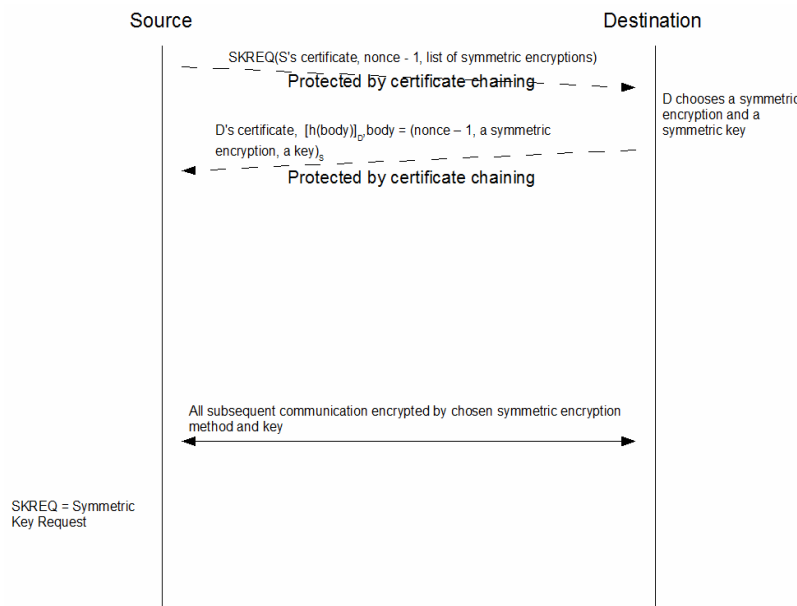 Source
Destination
SKREQ(S's certificate, nonce - 1, list of symmetric encryptions)
Protected by certificate chaining
D chooses a symmetric
encryption and a
symmetric key
D's certificate, [h(body)]D,body = (nonce – 1, a symmetric
encryption, a key)S
Protected by certificate chaining
All subsequent communication encrypted by chosen symmetric encryption
method and key
SKREQ = Symmetric
Key Request